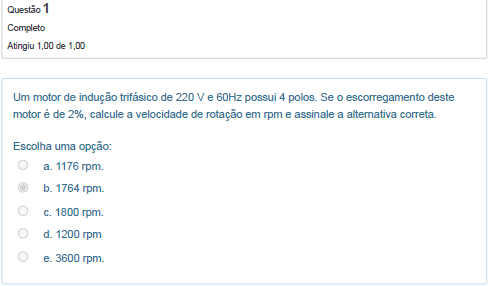 Questão 1
Completo
Atingiu 1,00 de 1,00
Um motor de indução trifásico de 220 V e 60Hz possui 4 polos. Se o escorregamento deste
motor é de 2%, calcule a velocidade de rotação em rpm e assinale a alternativa correta.
Escolha uma opção:
a. 1176 rpm.
b. 1764 rpm.
c. 1800 rpm.
d. 1200 rpm
e. 3600 rpm.